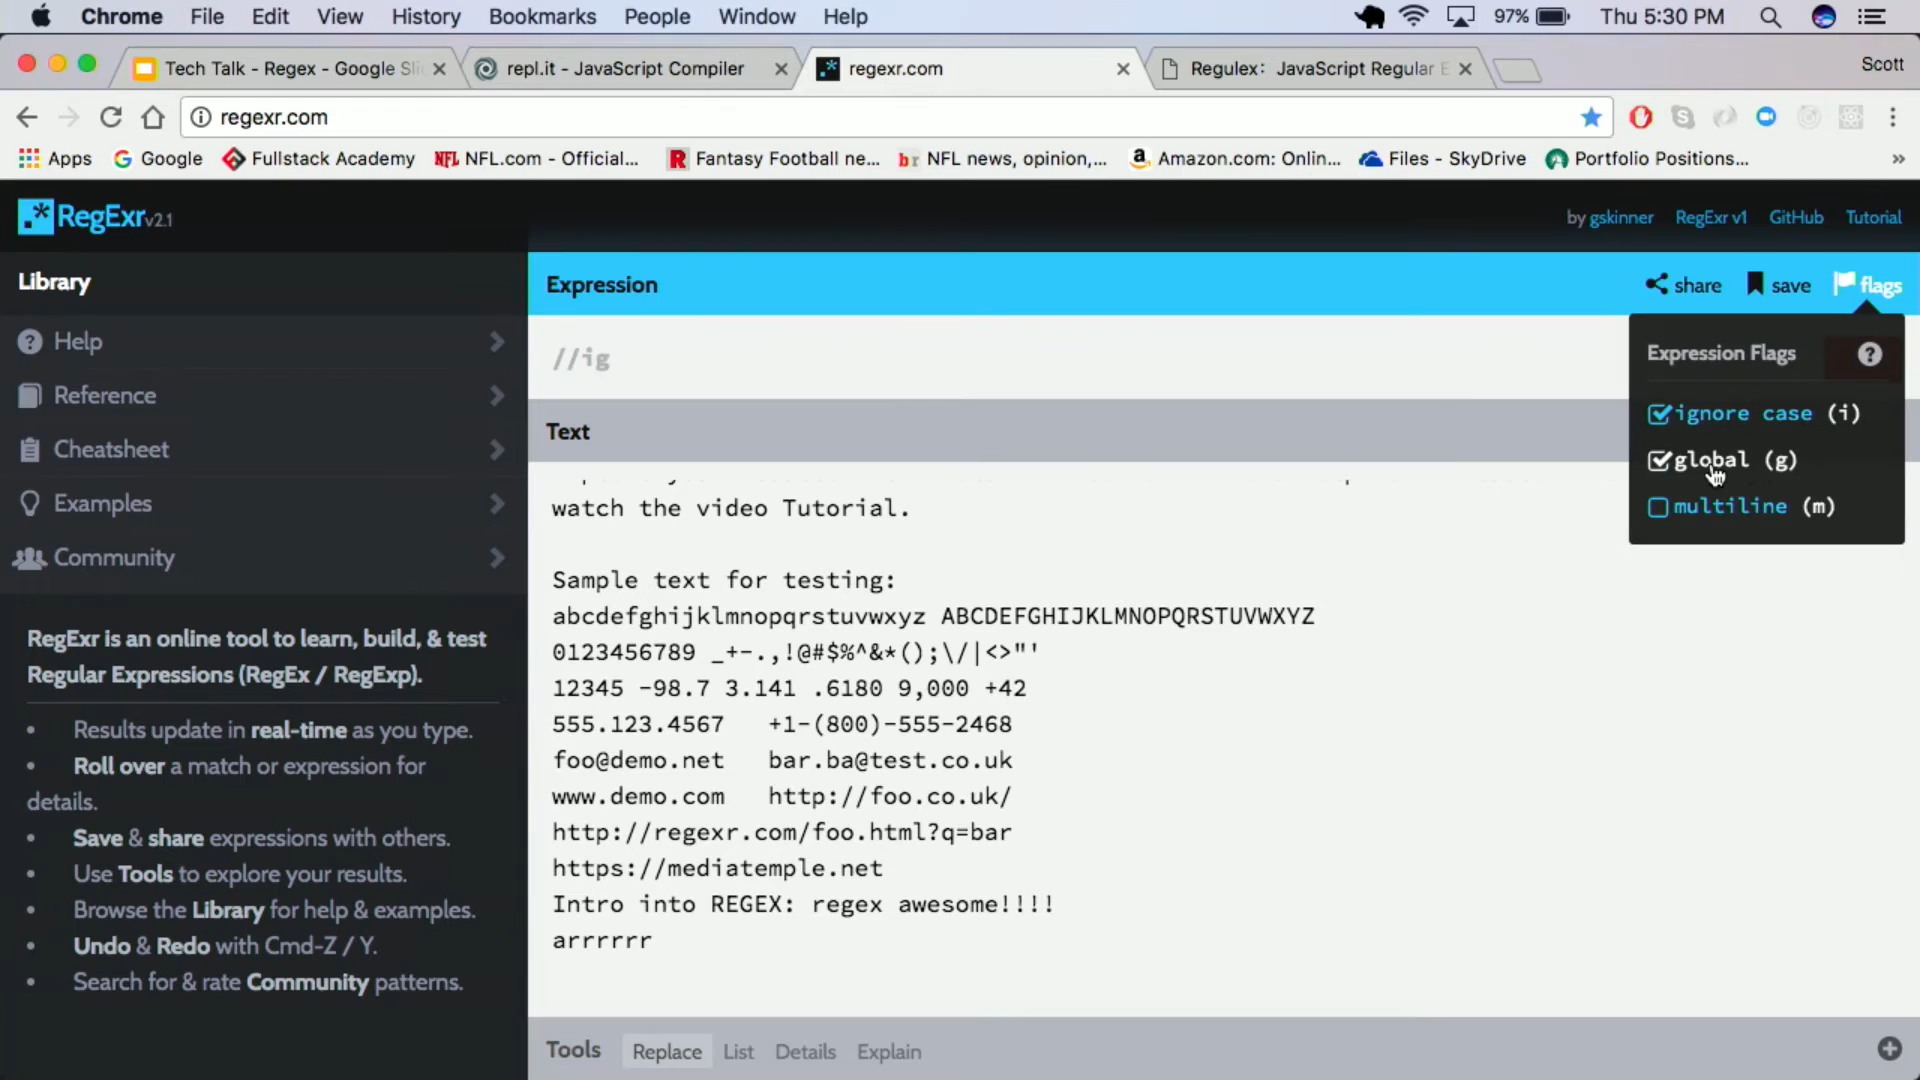 Chrome File Edit View History Bookmarks People Window Help 97% Thu 5:30 PM
Tech Talk - Regex - Google Sli
repl.it - JavaScript Compiler
regexr.com
Regulex: JavaScript Regular E
Scott
regexr.com
Apps Google Fullstack Academy NFL.com - Official... Fantasy Football ne... br NFL news, opinion,... Amazon.com: Onlin... Files - SkyDrive Portfolio Positions... »
RegExr v2.1
by gskinner RegExr v1 GitHub Tutorial
Library
Help
Reference
Cheatsheet
Examples
Community
RegExr is an online tool to learn, build, & test
Regular Expressions (RegEx / RegExp).
• Results update in real-time as you type.
• Roll over a match or expression for
details.
• Save & share expressions with others.
• Use Tools to explore your results.
• Browse the Library for help & examples.
• Undo & Redo with Cmd-Z / Y.
• Search for & rate Community patterns.
Expression
share save flags
//ig
Expression Flags ?
ignore case (i)
global (g)
multiline (m)
Text
watch the video Tutorial.
Sample text for testing:
abcdefghijklmnopqrstuvwxyz ABCDEFGHIJKLMNOPQRSTUVWXYZ
0123456789 _+-.,!@#$%^&*();\/|<>"'
12345 -98.7 3.141 .6180 9,000 +42
555.123.4567 +1-(800)-555-2468
foo@demo.net bar.ba@test.co.uk
www.demo.com http://foo.co.uk/
http://regexr.com/foo.html?q=bar
https://mediatemple.net
Intro into REGEX: regex awesome!!!!
arrrrrr
Tools Replace List Details Explain